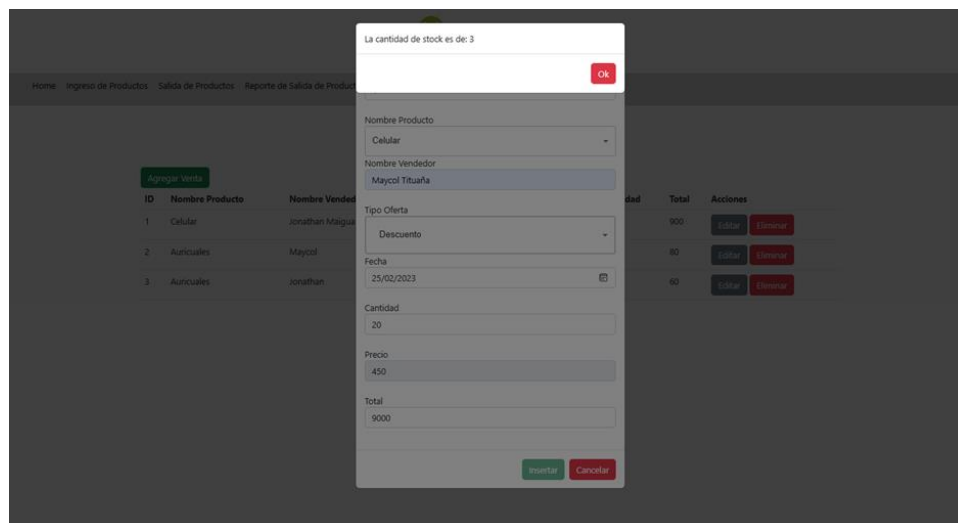 La cantidad de stock es de: 3
Ok
Home Ingreso de Productos Salida de Productos Reporte de Salida de Product
Nombre Producto
Celular
Nombre Vendedor
Maycol Tituaña
Tipo Oferta
Descuento
Fecha
25/02/2023
Cantidad
20
Precio
450
Total
9000
Insertar Cancelar
Agregar Venta
ID Nombre Producto Nombre Vended dad Total Acciones
1 Celular Jonathan Maigua 900 Editar Eliminar
2 Auricuales Maycol 80 Editar Eliminar
3 Auricuales Jonathan 60 Editar Eliminar